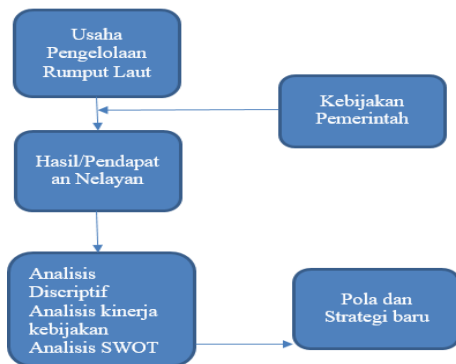 Usaha
Pengelolaan
Rumput Laut
Kebijakan
Pemerintah
Hasil/Pendapat
an Nelayan
Analisis
Discriptif
Analisis kinerja
kebijakan
Analisis SWOT
Pola dan
Strategi baru